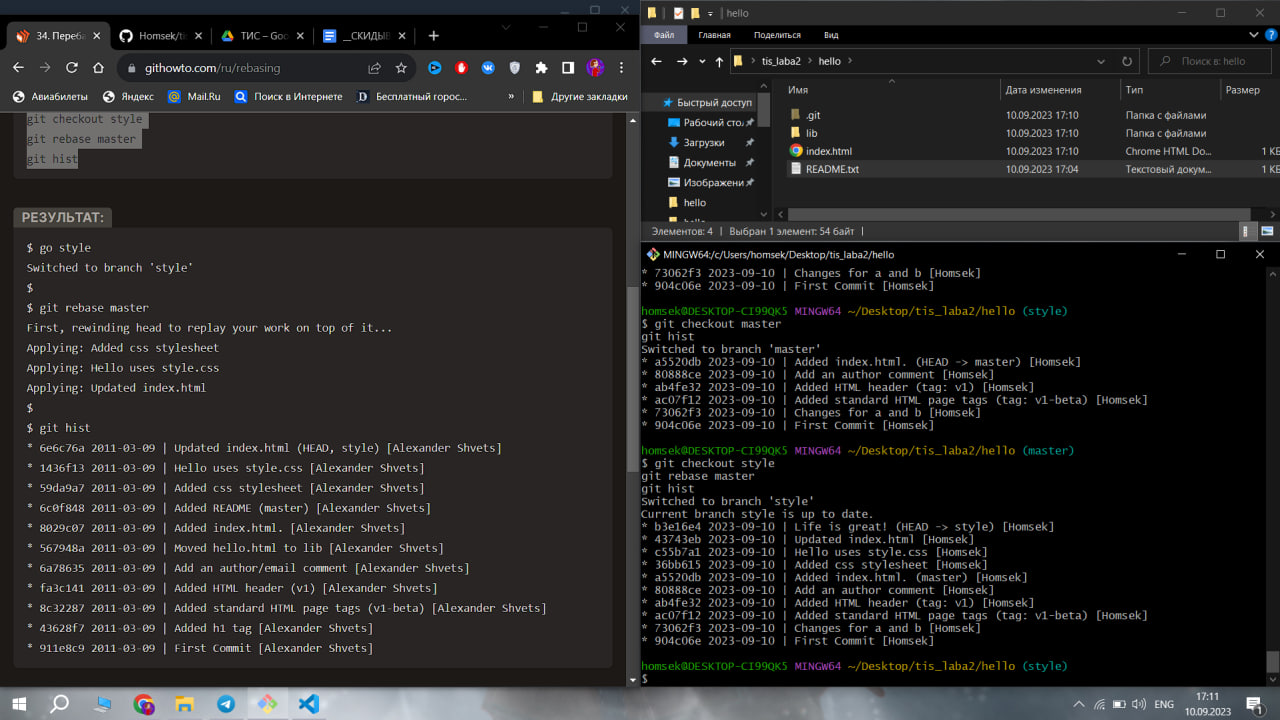 34. Переба
Homsek/ti
ТИС – Goo
__СКИДЫВ
githowto.com/ru/rebasing
Авиабилеты
Яндекс
Mail.Ru
Поиск в Интернете
Бесплатный горос...
»
Другие закладки
git checkout style
git rebase master
git hist
РЕЗУЛЬТАТ:
$ go style
Switched to branch 'style'
$
$ git rebase master
First, rewinding head to replay your work on top of it...
Applying: Added css stylesheet
Applying: Hello uses style.css
Applying: Updated index.html
$
$ git hist
* 6e6c76a 2011-03-09 | Updated index.html (HEAD, style) [Alexander Shvets]
* 1436f13 2011-03-09 | Hello uses style.css [Alexander Shvets]
* 59da9a7 2011-03-09 | Added css stylesheet [Alexander Shvets]
* 6c0f848 2011-03-09 | Added README (master) [Alexander Shvets]
* 8029c07 2011-03-09 | Added index.html. [Alexander Shvets]
* 567948a 2011-03-09 | Moved hello.html to lib [Alexander Shvets]
* 6a78635 2011-03-09 | Add an author/email comment [Alexander Shvets]
* fa3c141 2011-03-09 | Added HTML header (v1) [Alexander Shvets]
* 8c32287 2011-03-09 | Added standard HTML page tags (v1-beta) [Alexander Shvets]
* 43628f7 2011-03-09 | Added h1 tag [Alexander Shvets]
* 911e8c9 2011-03-09 | First Commit [Alexander Shvets]
hello
Файл
Главная
Поделиться
Вид
tis_laba2 > hello >
Поиск в: hello
Быстрый доступ
Рабочий сто.
Загрузки
Документы
Изображени
hello
Имя Дата изменения Тип Размер
.git 10.09.2023 17:10 Папка с файлами
lib 10.09.2023 17:10 Папка с файлами
index.html 10.09.2023 17:10 Chrome HTML Do... 1 КБ
README.txt 10.09.2023 17:04 Текстовый докум... 1 КБ
Элементов: 4 | Выбран 1 элемент: 54 байт |
MINGW64:/c/Users/homsek/Desktop/tis_laba2/hello
* 73062f3 2023-09-10 | Changes for a and b [Homsek]
* 904c06e 2023-09-10 | First Commit [Homsek]
homsek@DESKTOP-CI99QK5 MINGW64 ~/Desktop/tis_laba2/hello (style)
$ git checkout master
git hist
Switched to branch 'master'
* a5520db 2023-09-10 | Added index.html. (HEAD -> master) [Homsek]
* 80888ce 2023-09-10 | Add an author comment [Homsek]
* ab4fe32 2023-09-10 | Added HTML header (tag: v1) [Homsek]
* ac07f12 2023-09-10 | Added standard HTML page tags (tag: v1-beta) [Homsek]
* 73062f3 2023-09-10 | Changes for a and b [Homsek]
* 904c06e 2023-09-10 | First Commit [Homsek]
homsek@DESKTOP-CI99QK5 MINGW64 ~/Desktop/tis_laba2/hello (master)
$ git checkout style
git rebase master
git hist
Switched to branch 'style'
Current branch style is up to date.
* b3e16e4 2023-09-10 | Life is great! (HEAD -> style) [Homsek]
* 43743eb 2023-09-10 | Updated index.html [Homsek]
* c55b7a1 2023-09-10 | Hello uses style.css [Homsek]
* 36bb615 2023-09-10 | Added css stylesheet [Homsek]
* a5520db 2023-09-10 | Added index.html. (master) [Homsek]
* 80888ce 2023-09-10 | Add an author comment [Homsek]
* ab4fe32 2023-09-10 | Added HTML header (tag: v1) [Homsek]
* ac07f12 2023-09-10 | Added standard HTML page tags (tag: v1-beta) [Homsek]
* 73062f3 2023-09-10 | Changes for a and b [Homsek]
* 904c06e 2023-09-10 | First Commit [Homsek]
homsek@DESKTOP-CI99QK5 MINGW64 ~/Desktop/tis_laba2/hello (style)
$
ENG
17:11
10.09.2023
1